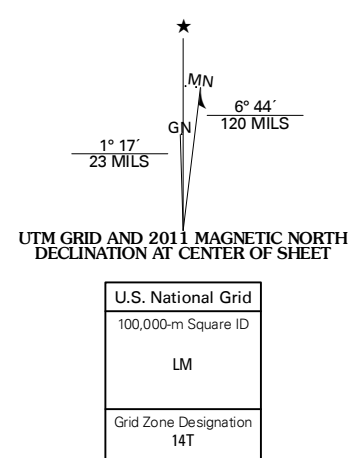 ★
MN
6° 44´
120 MILS
GN
1° 17´
23 MILS
UTM GRID AND 2011 MAGNETIC NORTH
DECLINATION AT CENTER OF SHEET
U.S. National Grid
100,000-m Square ID
LM
Grid Zone Designation
14T